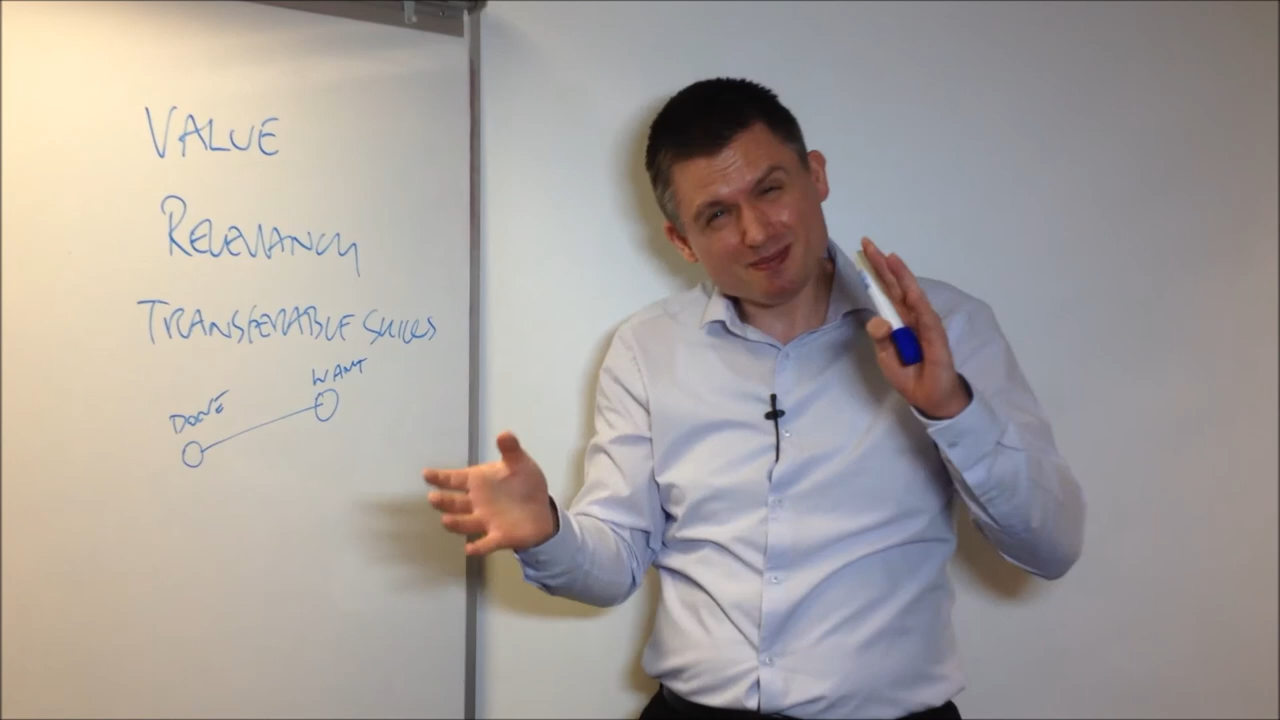 VALUE
RELEVANCY
TRANSFERABLE SKILLS
WANT
DONE